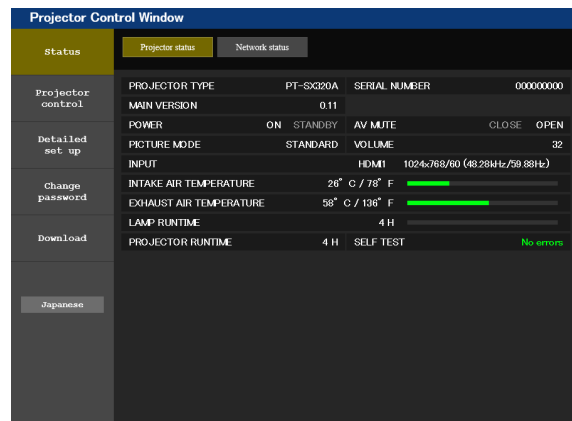 Projector Control Window
Status
Projector status Network status
Projector
control
Detailed
set up
Change
password
Download
Japanese
PROJECTOR TYPE PT-SX320A SERIAL NUMBER 000000000
MAIN VERSION 0.11
POWER ON STANDBY AV MUTE CLOSE OPEN
PICTURE MODE STANDARD VOLUME 32
INPUT HDMI1 1024x768/60 (48.28kHz/59.88Hz)
INTAKE AIR TEMPERATURE 26° C / 78° F
EXHAUST AIR TEMPERATURE 58° C / 136° F
LAMP RUNTIME 4 H
PROJECTOR RUNTIME 4 H SELF TEST No errors